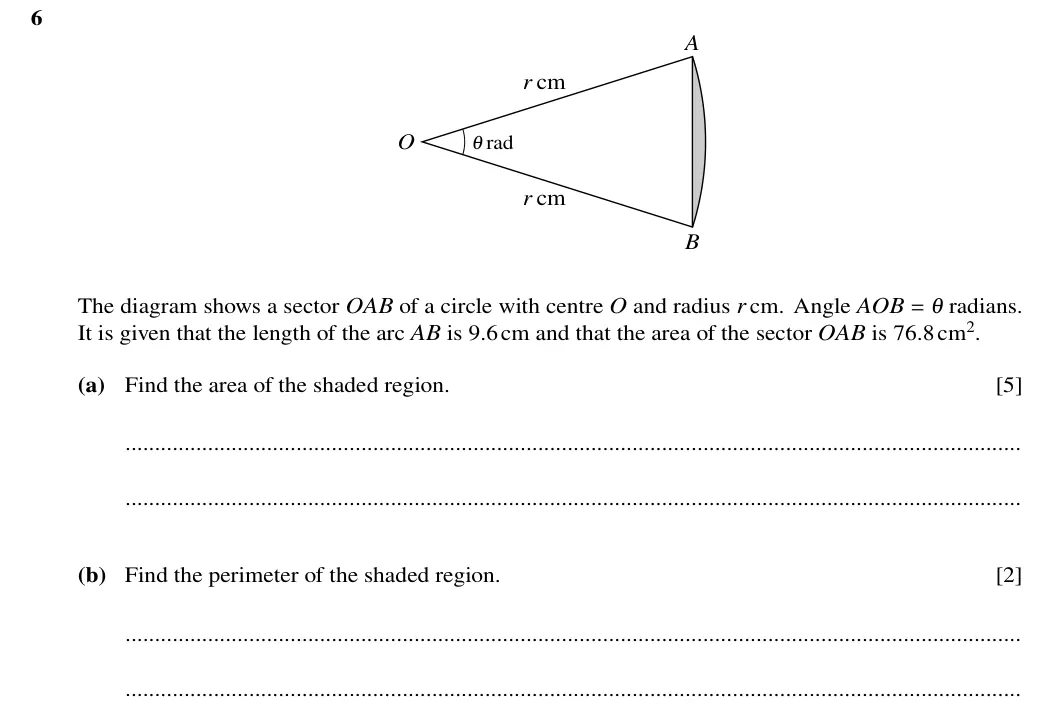 6
A
r cm
O
θ rad
r cm
B
The diagram shows a sector OAB of a circle with centre O and radius r cm. Angle AOB = θ radians.
It is given that the length of the arc AB is 9.6 cm and that the area of the sector OAB is 76.8 cm².
(a) Find the area of the shaded region. [5]
(b) Find the perimeter of the shaded region. [2]